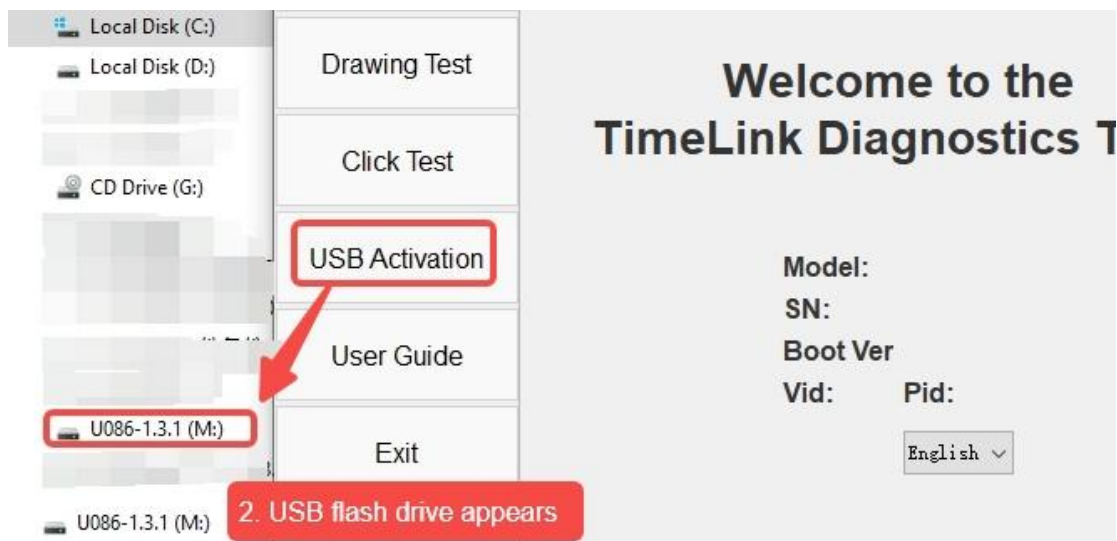 Local Disk (C:)
Local Disk (D:)
CD Drive (G:)
U086-1.3.1 (M:)
U086-1.3.1 (M:)
Drawing Test
Click Test
USB Activation
User Guide
Exit
2. USB flash drive appears
Welcome to the
TimeLink Diagnostics T
Model:
SN:
Boot Ver
Vid: Pid:
English